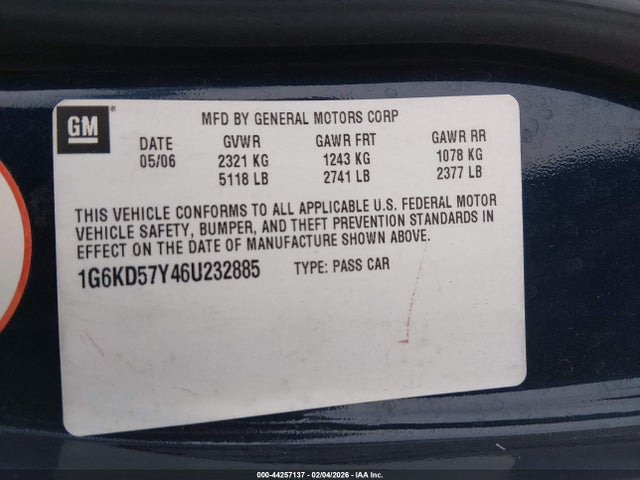 GM
MFD BY GENERAL MOTORS CORP
DATE GVWR GAWR FRT GAWR RR
05/06 2321 KG 1243 KG 1078 KG
5118 LB 2741 LB 2377 LB
THIS VEHICLE CONFORMS TO ALL APPLICABLE U.S. FEDERAL MOTOR
VEHICLE SAFETY, BUMPER, AND THEFT PREVENTION STANDARDS IN
EFFECT ON THE DATE OF MANUFACTURE SHOWN ABOVE.
1G6KD57Y46U232885 TYPE: PASS CAR
000-44257137 - 02/04/2026 - IAA Inc.